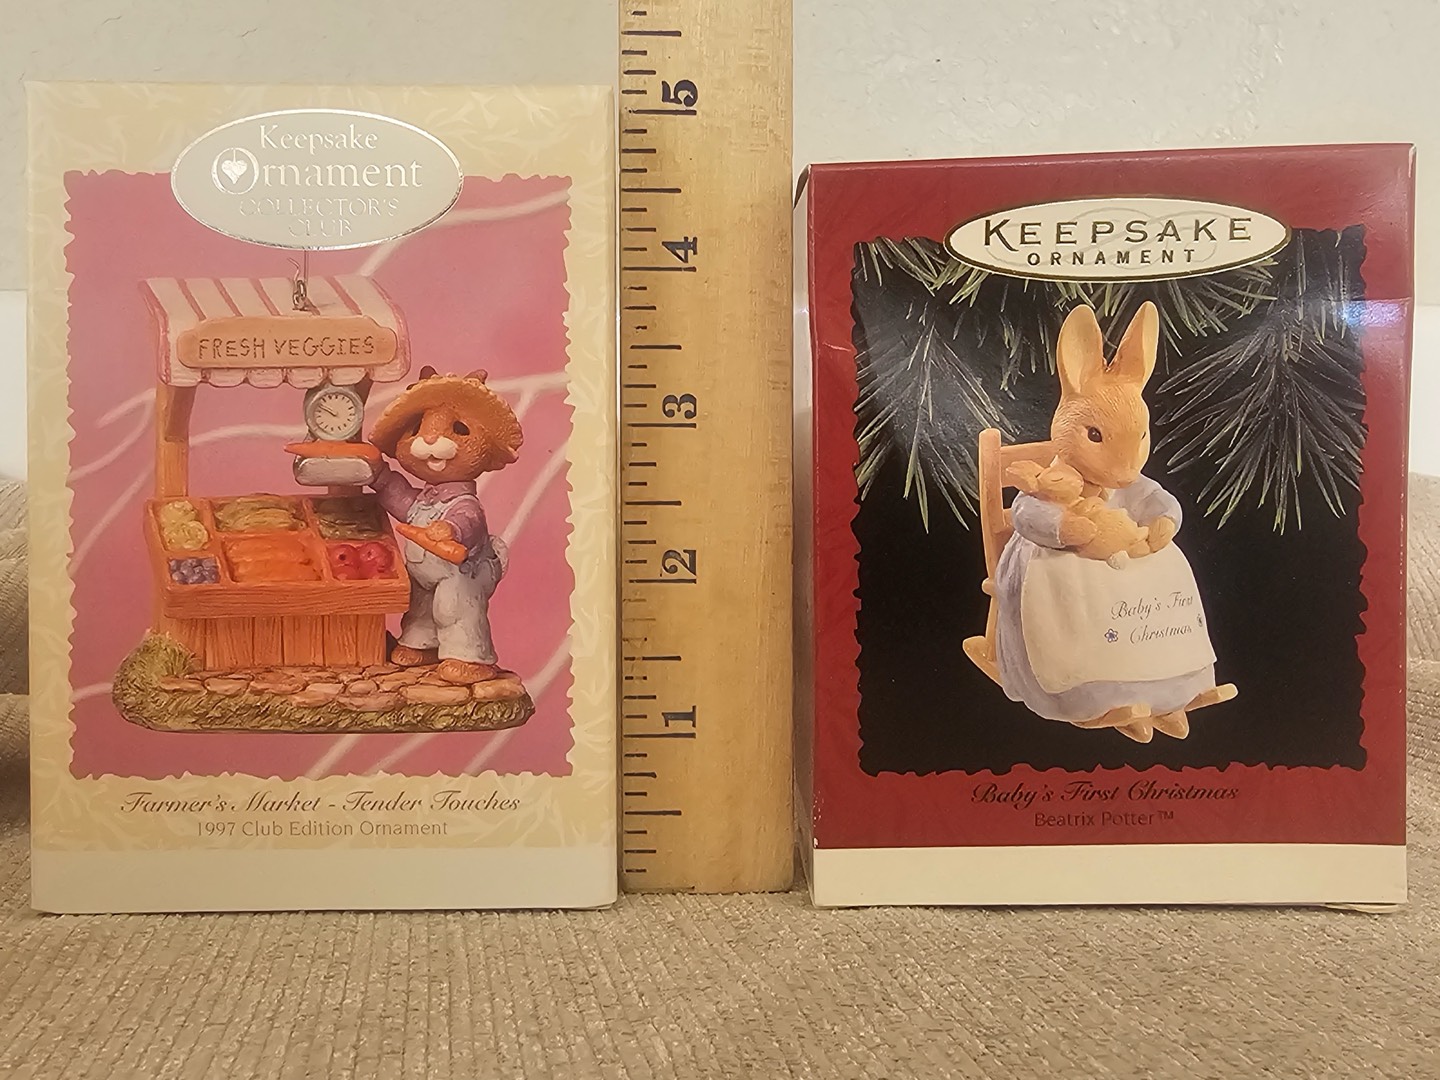 Keepsake
Ornament
COLLECTOR'S
CLUB
FRESH VEGGIES
Farmer's Market - Tender Touches
1997 Club Edition Ornament
5
4
3
2
1
KEEPSAKE
ORNAMENT
Baby's First
Christmas
Baby's First Christmas
Beatrix Potter™